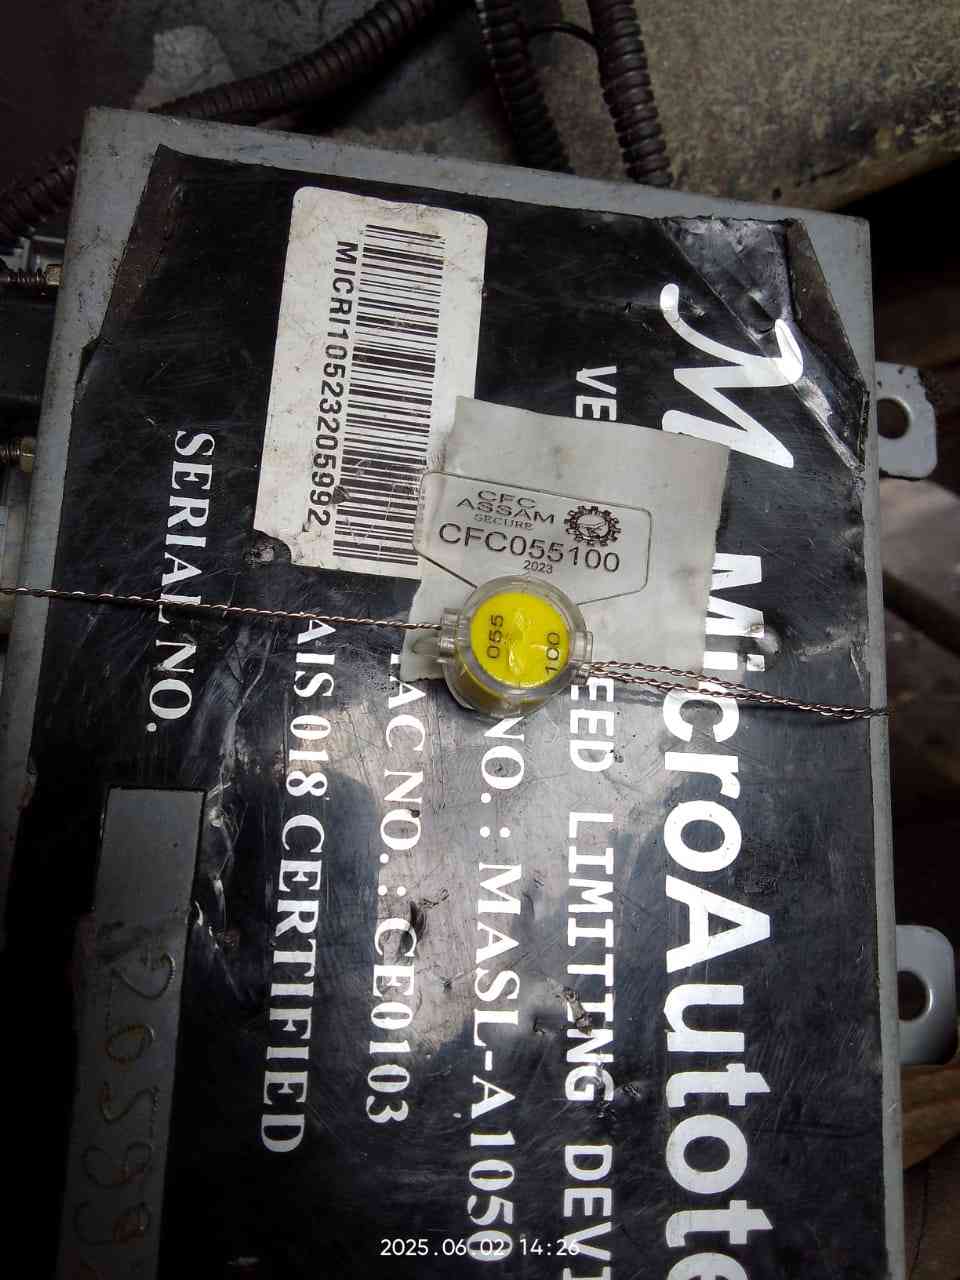 MicroAutote
VE
EED LIMITING DEVI
NO. : MASL-A1050
TAC NO. : CE0103
AIS 018 CERTIFIED
SERIAL NO.
MICRI10523205992
CFC
ASSAM
SECURE
CFC055100
2023
055
100
2025.06.02 14:26